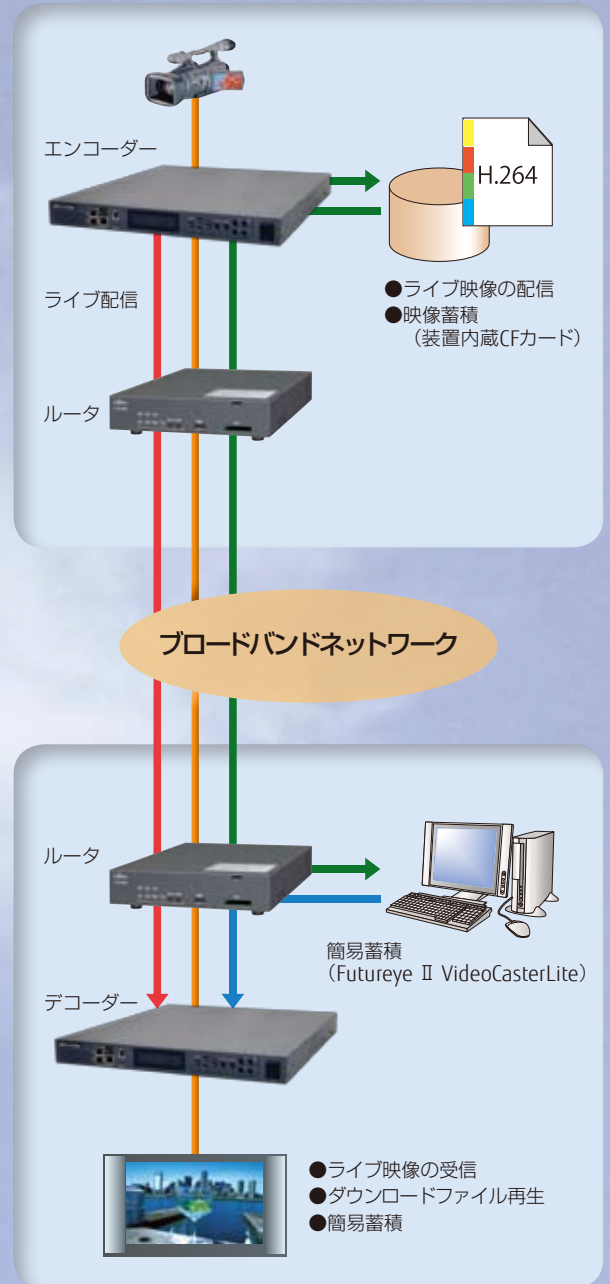 エンコーダー
H.264
ライブ配信
●ライブ映像の配信
●映像蓄積
（装置内蔵CFカード）
ルータ
ブロードバンドネットワーク
ルータ
簡易蓄積
（Futureye Ⅱ VideoCasterLite）
デコーダー
●ライブ映像の受信
●ダウンロードファイル再生
●簡易蓄積